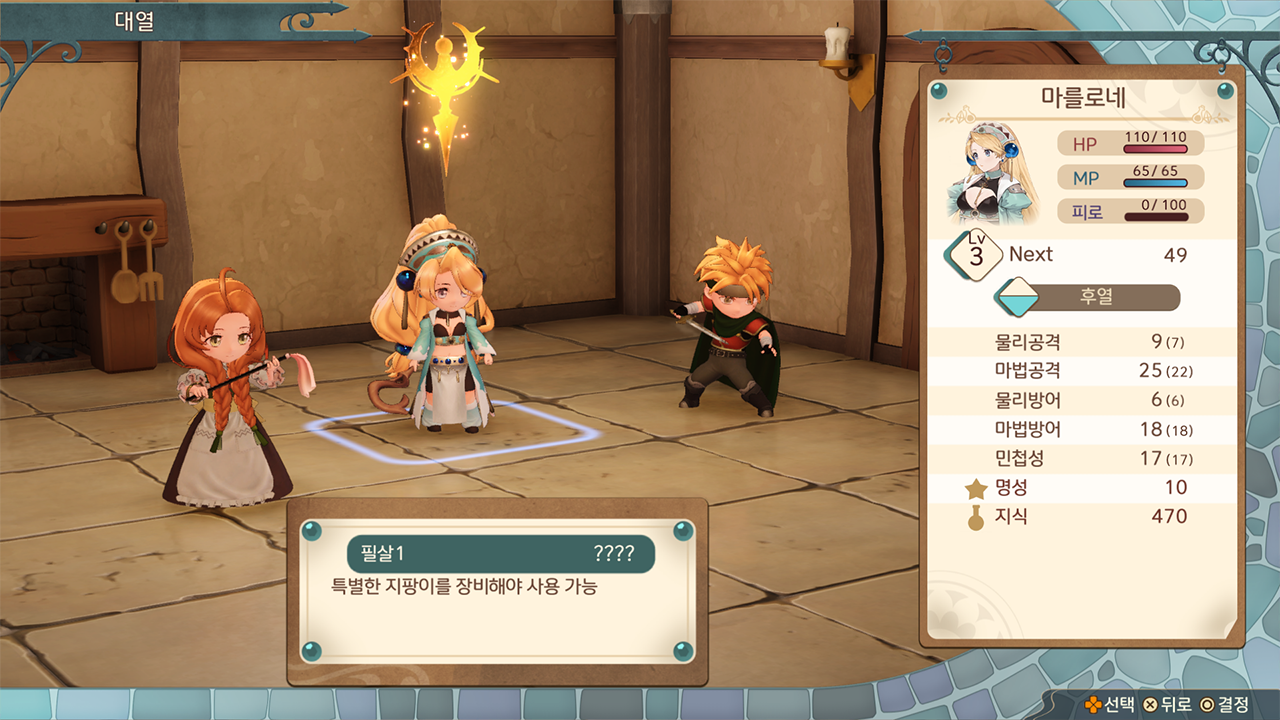 대열
마를로네
HP 110/110
MP 65/65
피로 0/100
Lv
3
Next 49
후열
물리공격 9(7)
마법공격 25(22)
물리방어 6(6)
마법방어 18(18)
민첩성 17(17)
명성 10
지식 470
필살1 ????
특별한 지팡이를 장비해야 사용 가능
선택 뒤로 결정